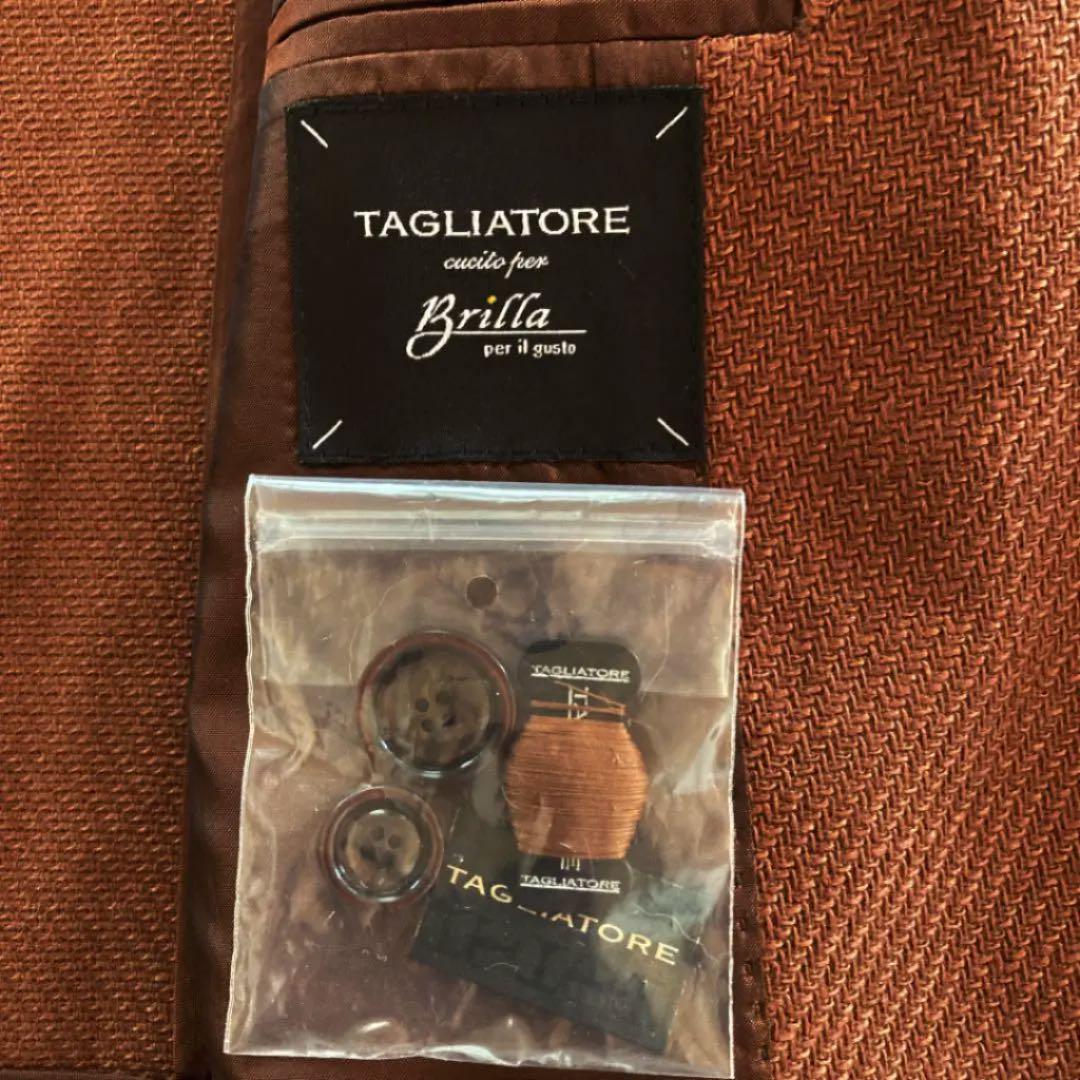 TAGLIATORE
cucito per
Brilla
per il gusto
TAGLIATORE
TAGLIATORE
TAGLIATORE